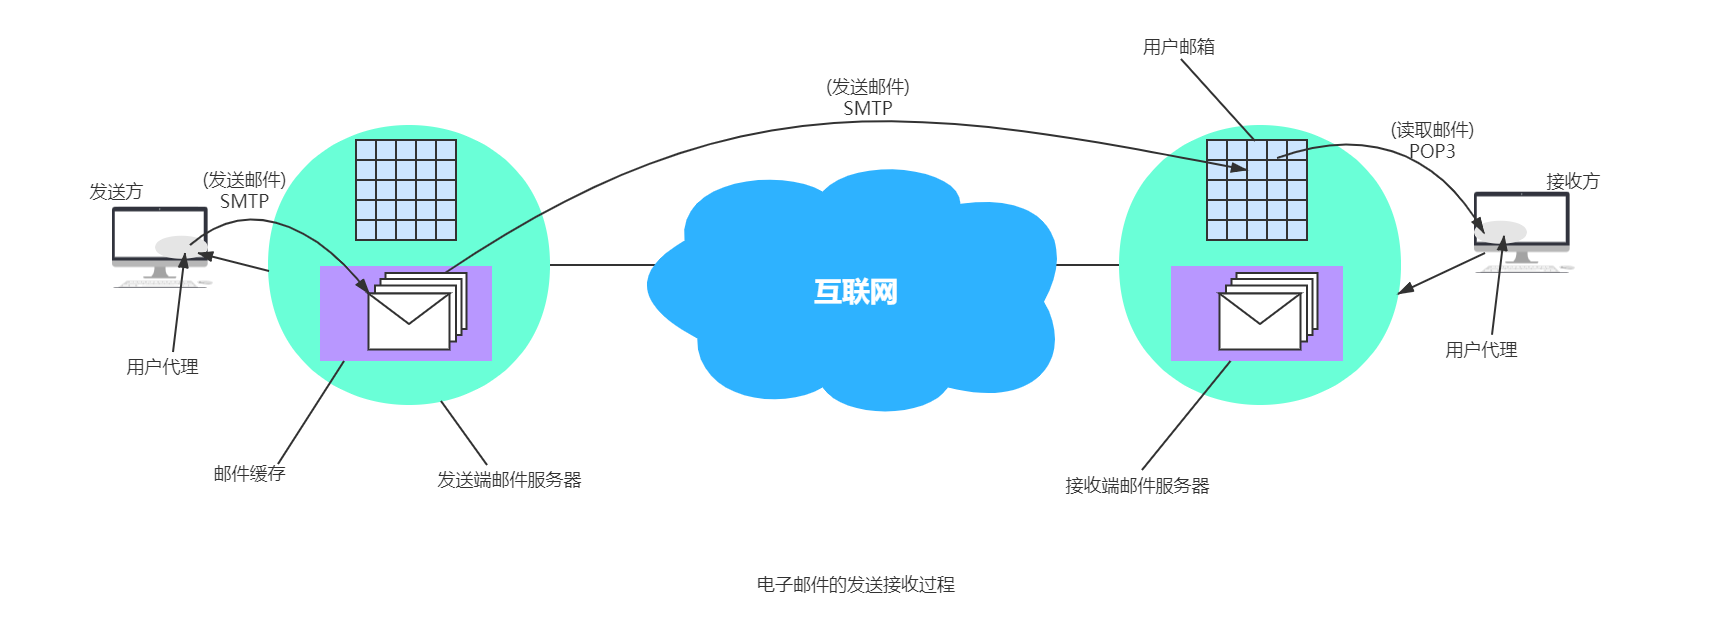 用户邮箱
(发送邮件)
SMTP
(读取邮件)
POP3
发送方
(发送邮件)
SMTP
接收方
互联网
用户代理
用户代理
邮件缓存
发送端邮件服务器
接收端邮件服务器
电子邮件的发送接收过程